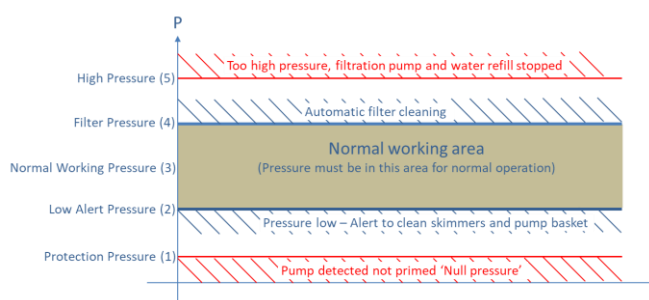 P
Too high pressure, filtration pump and water refill stopped
High Pressure (5)
Automatic filter cleaning
Filter Pressure (4)
Normal working area
(Pressure must be in this area for normal operation)
Normal Working Pressure (3)
Low Alert Pressure (2)
Pressure low – Alert to clean skimmers and pump basket
Protection Pressure (1)
Pump detected not primed ‘Null pressure’